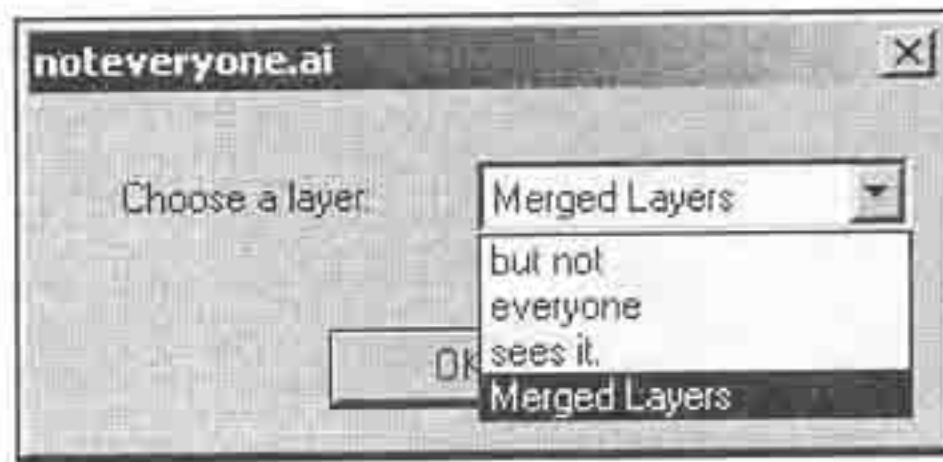 noteveryone.ai
Choose a layer: Merged Layers
but not
everyone
sees it.
OK
Merged Layers